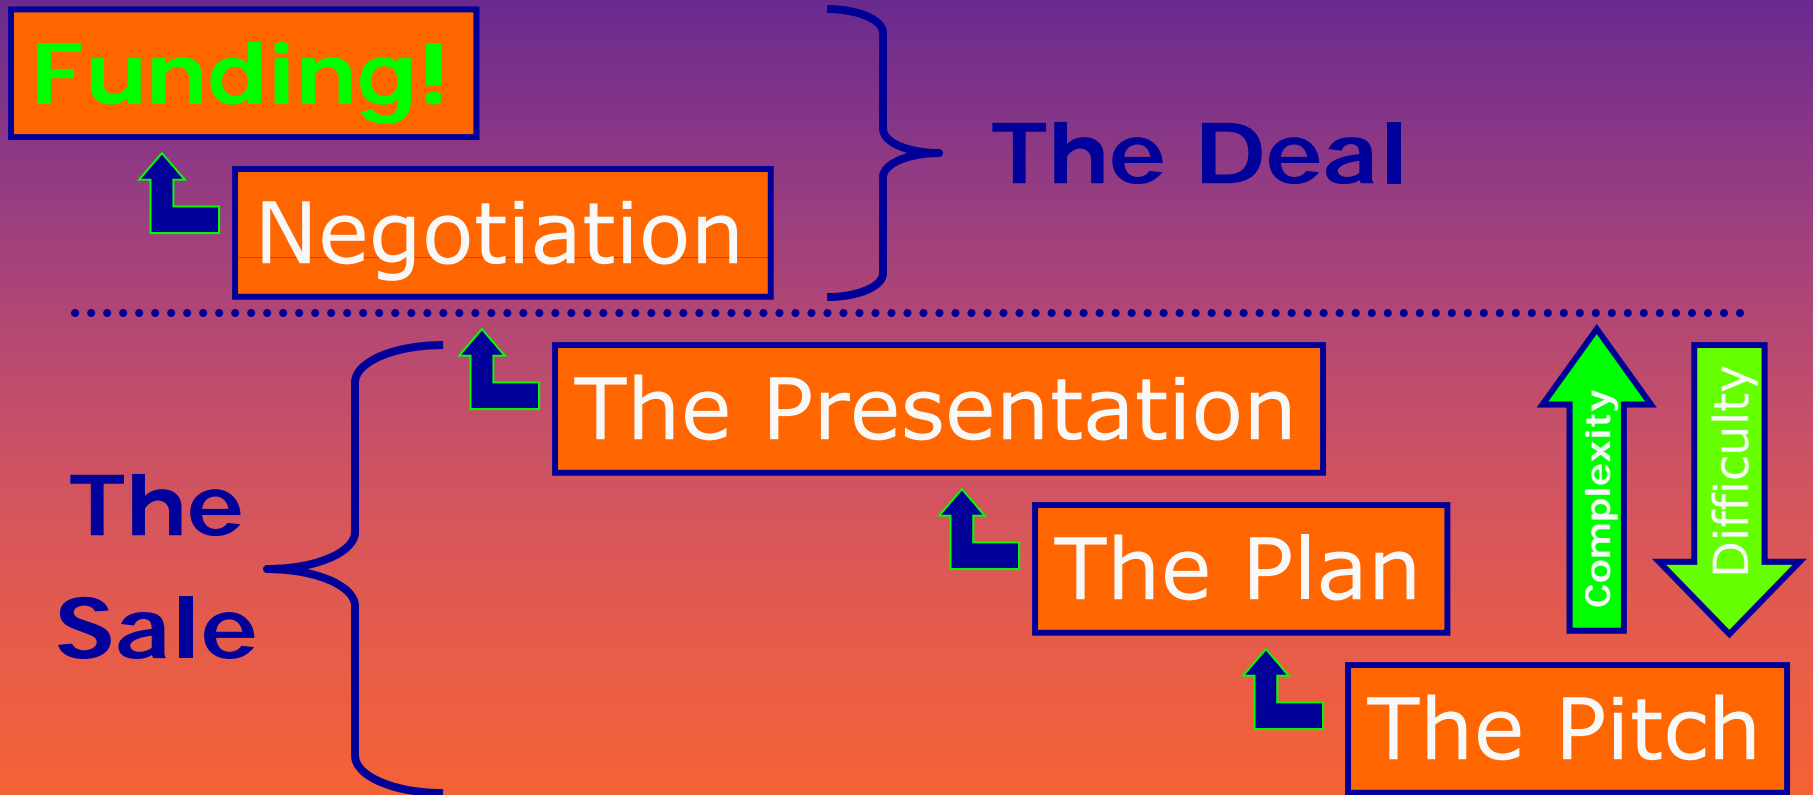 Funding!
The Deal
Negotiation
The Presentation
Complexity
Difficulty
The
Sale
The Plan
The Pitch